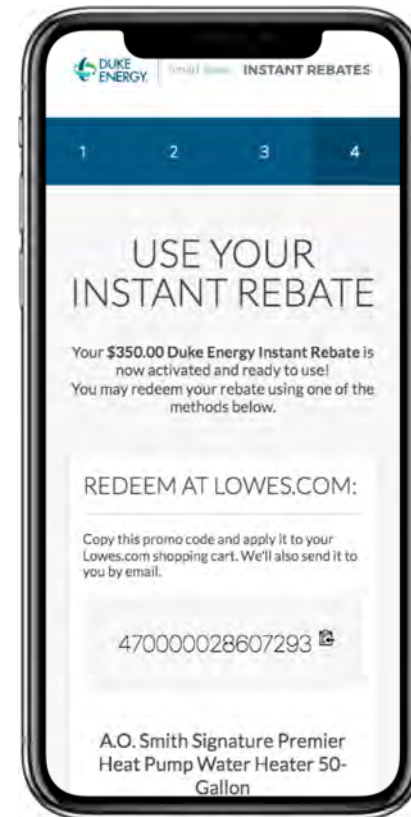 DUKE
ENERGY.
INSTANT REBATES
1 2 3 4
USE YOUR
INSTANT REBATE
Your $350.00 Duke Energy Instant Rebate is
now activated and ready to use!
You may redeem your rebate using one of the
methods below.
REDEEM AT LOWES.COM:
Copy this promo code and apply it to your
Lowes.com shopping cart. We'll also send it to
you by email.
470000028607293
A.O. Smith Signature Premier
Heat Pump Water Heater 50-
Gallon